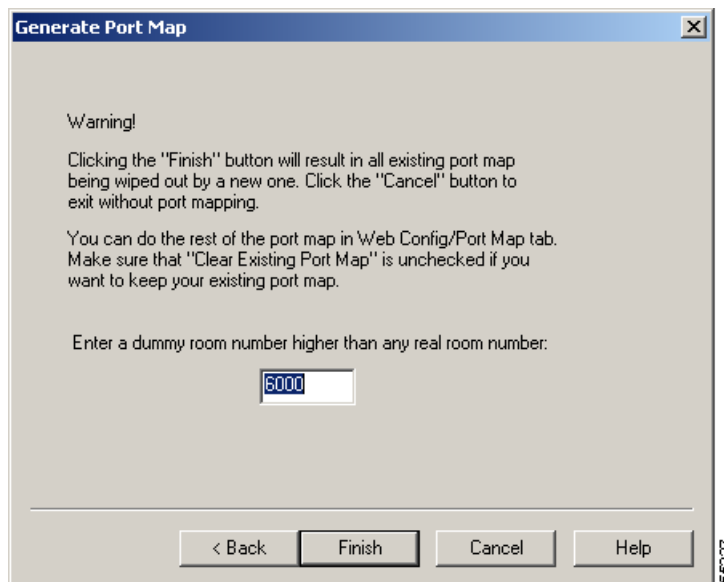 Generate Port Map
Warning!
Clicking the "Finish" button will result in all existing port map
being wiped out by a new one. Click the "Cancel" button to
exit without port mapping.
You can do the rest of the port map in Web Config/Port Map tab.
Make sure that "Clear Existing Port Map" is unchecked if you
want to keep your existing port map.
Enter a dummy room number higher than any real room number:
6000
< Back
Finish
Cancel
Help